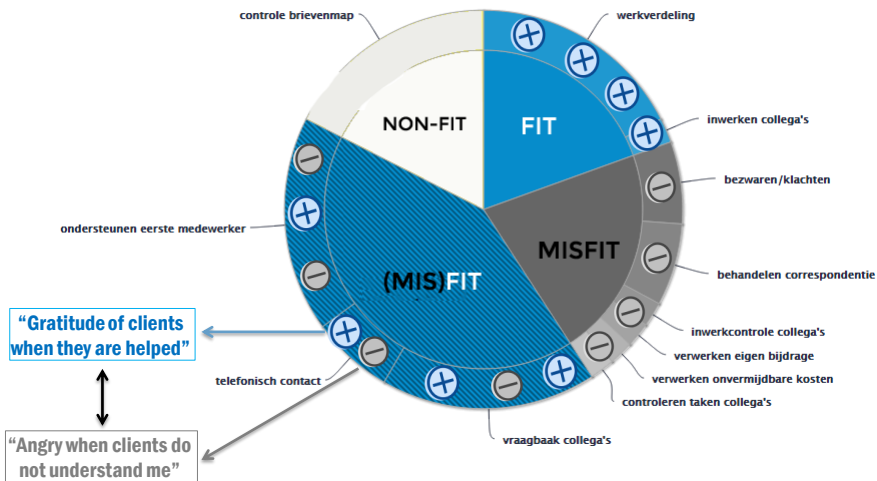 controle brievenmap
werkverdeling
NON-FIT
FIT
inwerken collega's
bezwaren/klachten
ondersteunen eerste medewerker
MISFIT
(MIS)FIT
behandelen correspondentie
“Gratitude of clients
when they are helped”
inwerkcontrole collega's
verwerken eigen bijdrage
telefonisch contact
verwerken onvermijdbare kosten
controleren taken collega's
“Angry when clients do
not understand me”
vraagbaak collega's